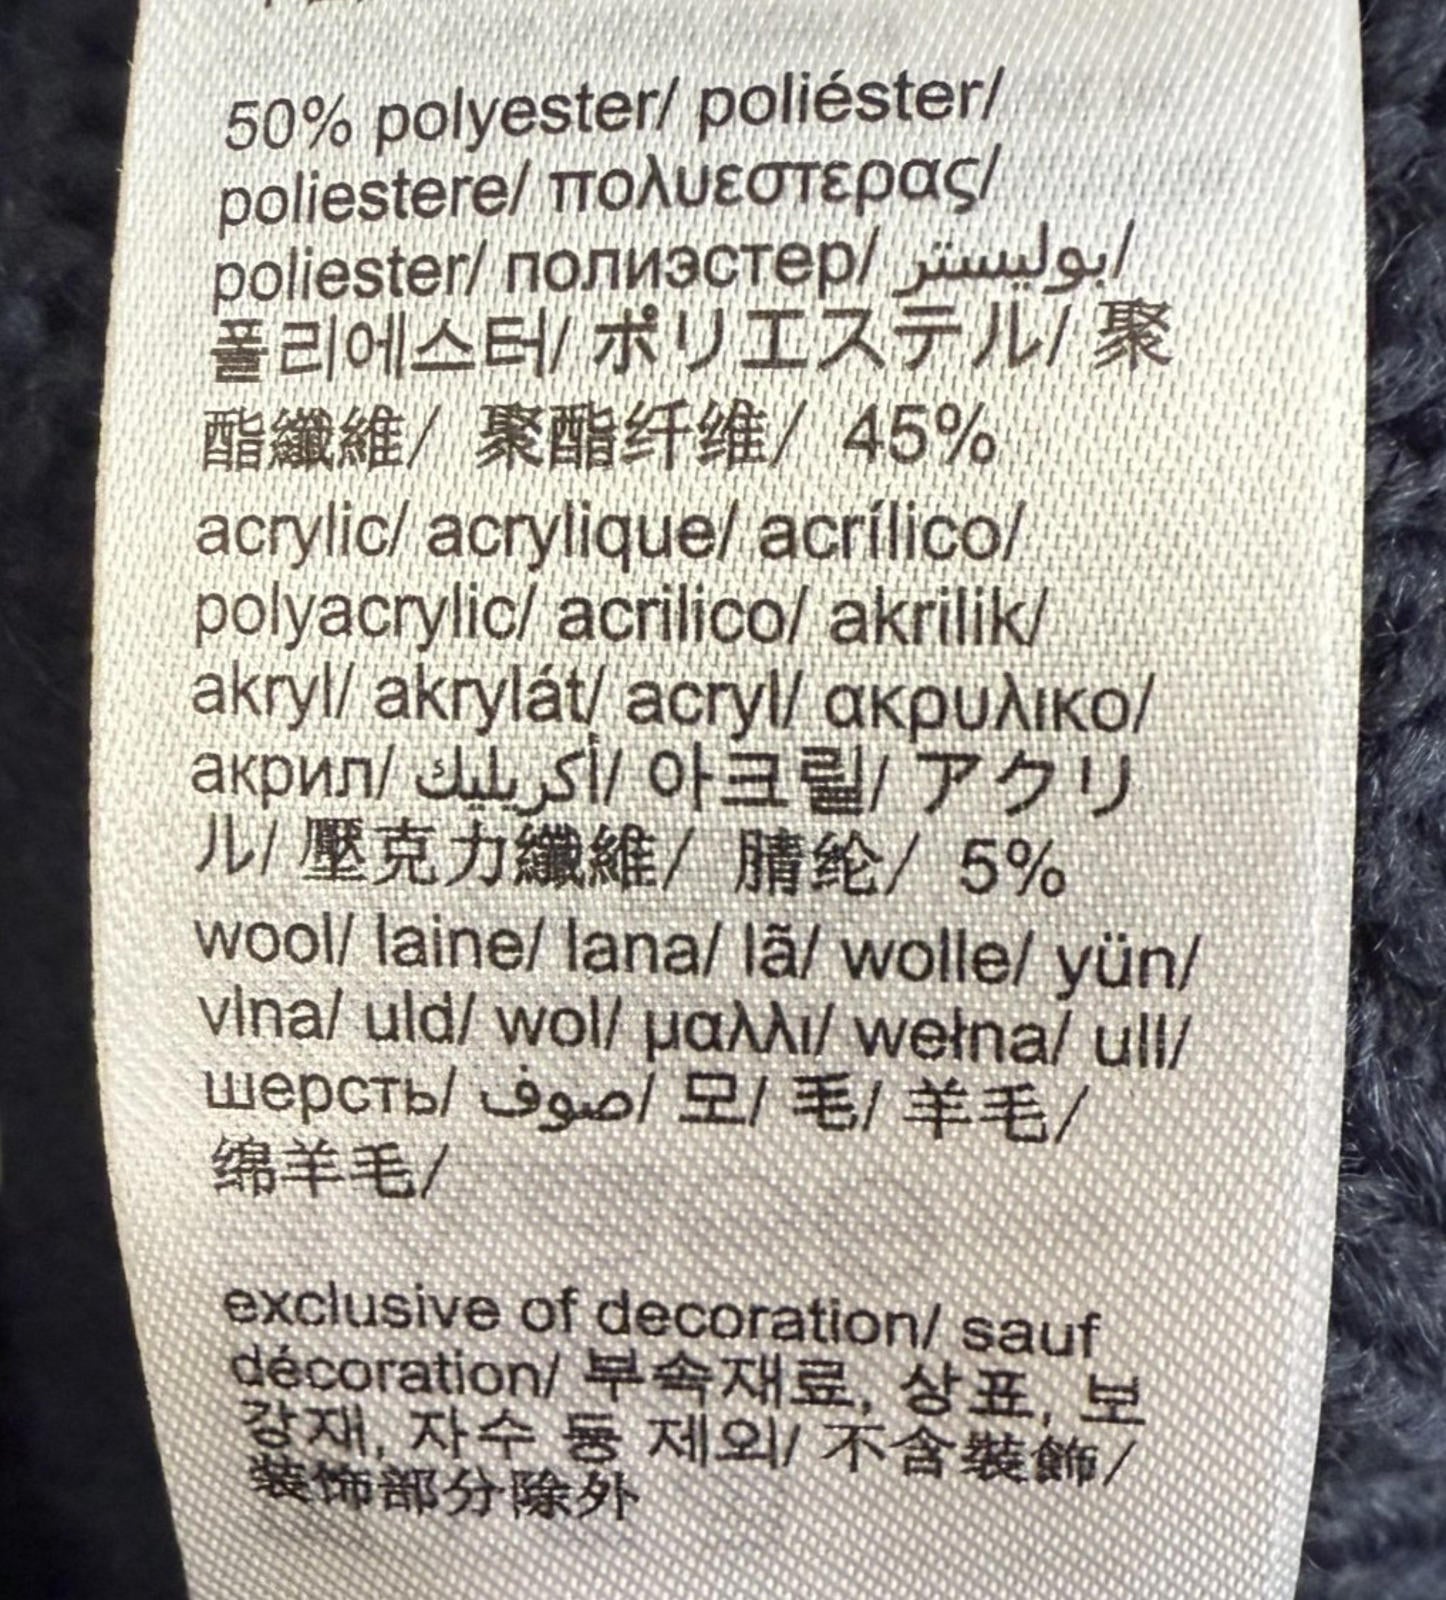 50% polyester/ poliéster/
poliestere/ πολυεστερας/
poliester/ полиэстер/ بوليستر/
폴리에스터/ ポリエステル/ 聚
酯纖維/ 聚酯纤维/ 45%
acrylic/ acrylique/ acrílico/
polyacrylic/ acrilico/ akrilik/
akryl/ akrylát/ acryl/ ακρυλικο/
акрил/ أكريليك/ 아크릴/ アクリ
ル/ 壓克力纖維/ 腈纶/ 5%
wool/ laine/ lana/ lã/ wolle/ yün/
vlna/ uld/ wol/ μαλλι/ wełna/ ull/
шерсть/ صوف/ 모/ 毛/ 羊毛/
绵羊毛/
exclusive of decoration/ sauf
décoration/ 부속재료, 상표, 보
강재, 자수 등 제외/ 不含裝飾/
装饰部分除外